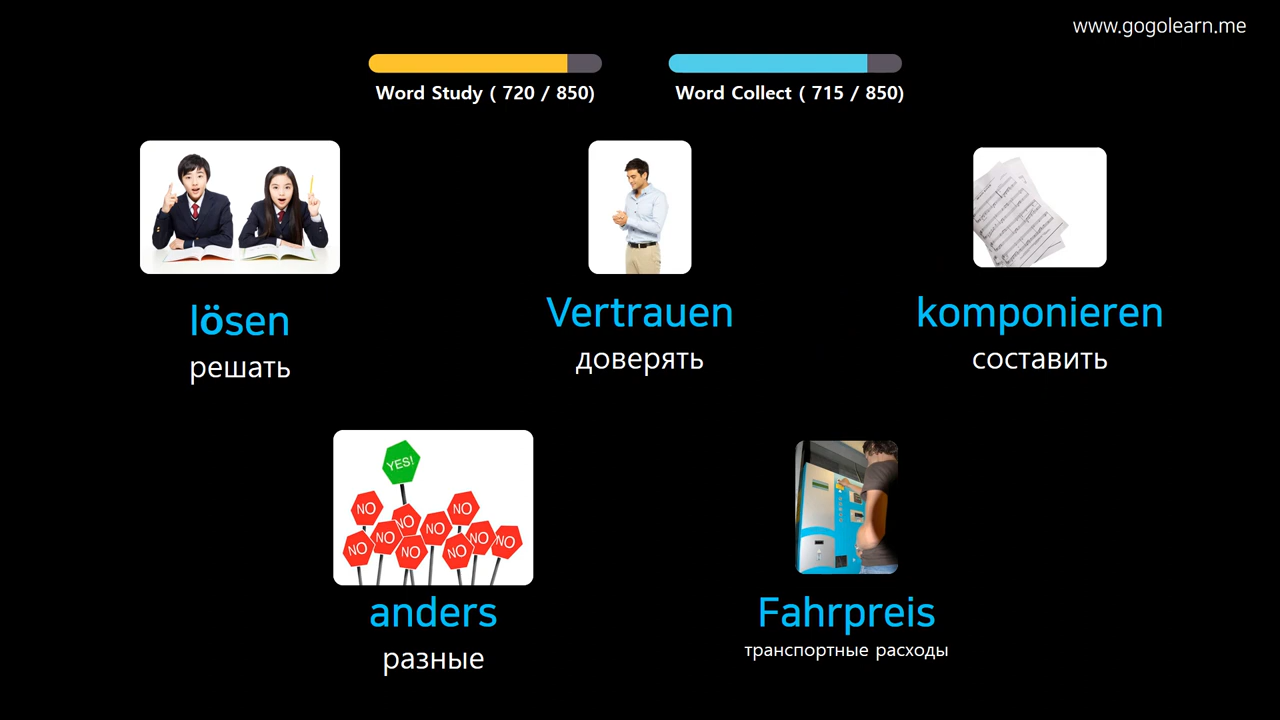 www.gogolearn.me
Word Study ( 720 / 850)
Word Collect ( 715 / 850)
lösen
решать
Vertrauen
доверять
komponieren
составить
YES!
NO
NO
NO
NO
NO
NO
NO
NO
NO
NO
anders
разные
Fahrpreis
транспортные расходы